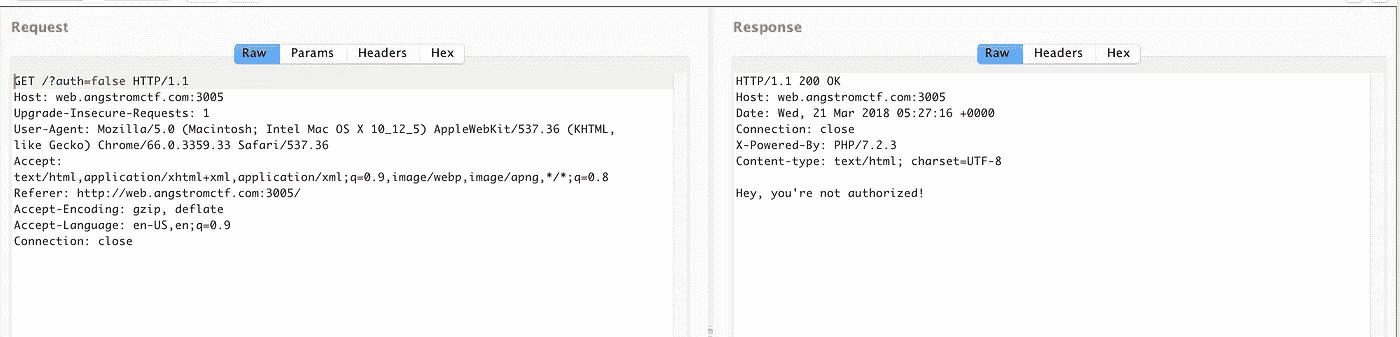 Request
Raw Params Headers Hex
GET /?auth=false HTTP/1.1
Host: web.angstromctf.com:3005
Upgrade-Insecure-Requests: 1
User-Agent: Mozilla/5.0 (Macintosh; Intel Mac OS X 10_12_5) AppleWebKit/537.36 (KHTML,
like Gecko) Chrome/66.0.3359.33 Safari/537.36
Accept:
text/html,application/xhtml+xml,application/xml;q=0.9,image/webp,image/apng,*/*;q=0.8
Referer: http://web.angstromctf.com:3005/
Accept-Encoding: gzip, deflate
Accept-Language: en-US,en;q=0.9
Connection: close
Response
Raw Headers Hex
HTTP/1.1 200 OK
Host: web.angstromctf.com:3005
Date: Wed, 21 Mar 2018 05:27:16 +0000
Connection: close
X-Powered-By: PHP/7.2.3
Content-type: text/html; charset=UTF-8
Hey, you're not authorized!